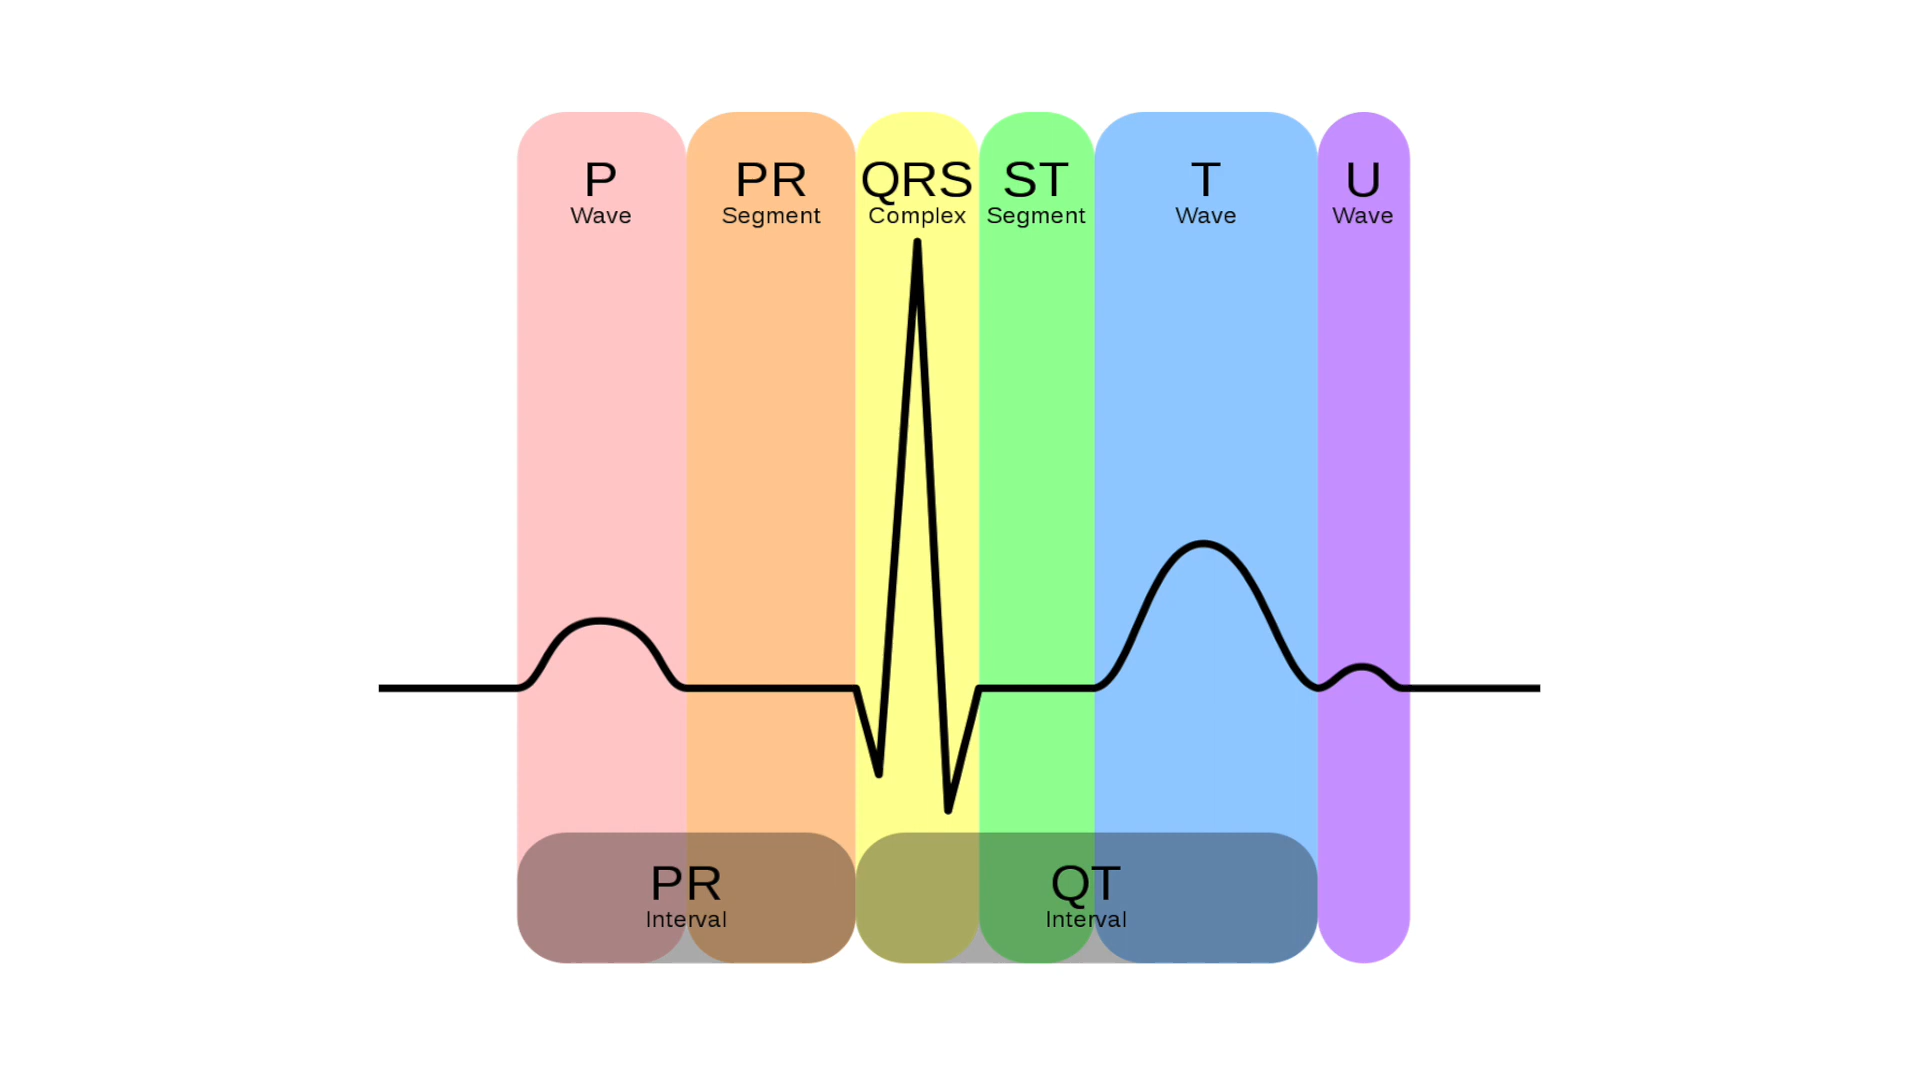 P
Wave
PR
Segment
QRS
Complex
ST
Segment
T
Wave
U
Wave
PR
Interval
QT
Interval